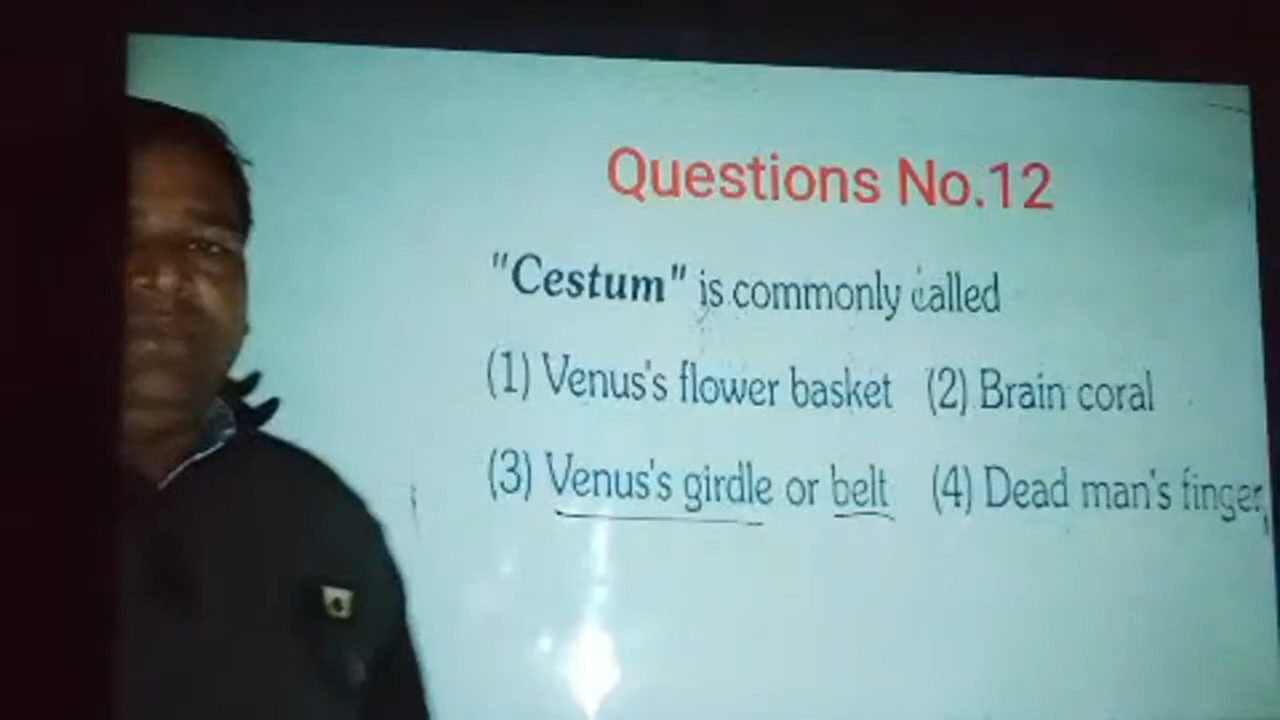 Questions No.12
"Cestum" is commonly called
(1) Venus's flower basket (2) Brain coral
(3) Venus's girdle or belt (4) Dead man's finger